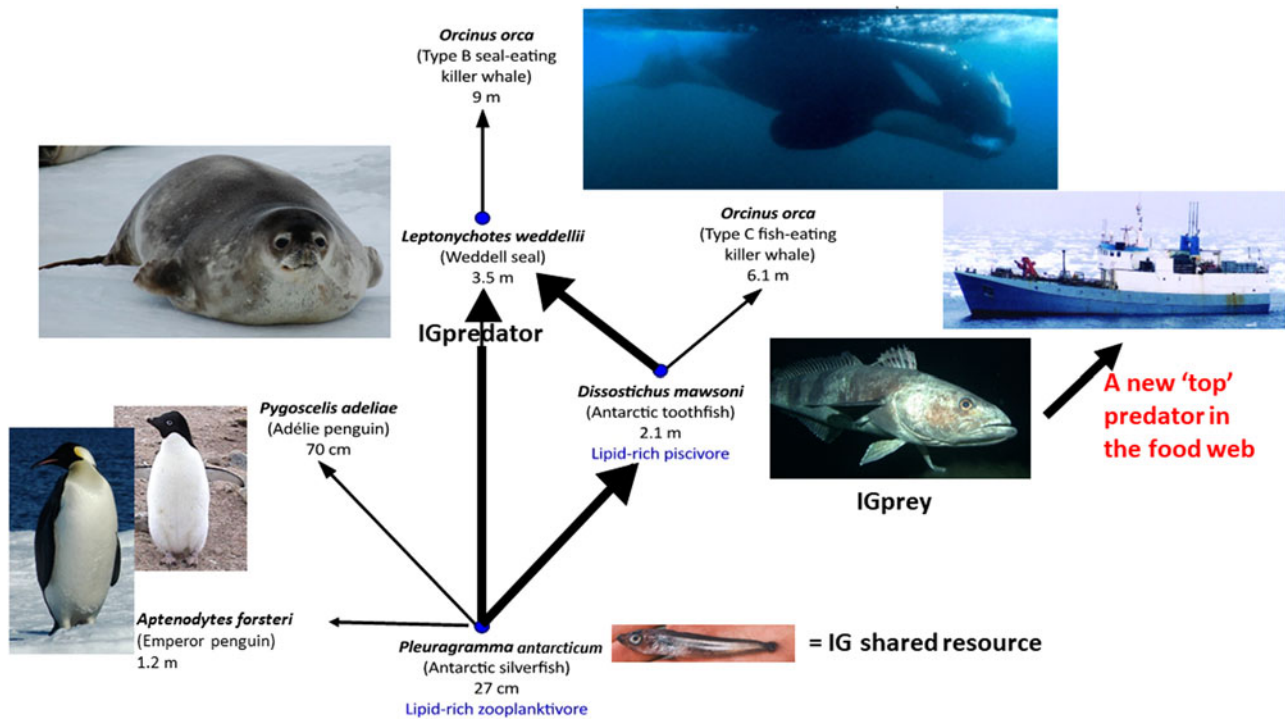 Orcinus orca
(Type B seal-eating
killer whale)
9 m
Leptonychotes weddellii
(Weddell seal)
3.5 m
IGpredator
Orcinus orca
(Type C fish-eating
killer whale)
6.1 m
Dissostichus mawsoni
(Antarctic toothfish)
2.1 m
Lipid-rich piscivore
IGprey
A new ‘top’
predator in
the food web
Pygoscelis adeliae
(Adélie penguin)
70 cm
Aptenodytes forsteri
(Emperor penguin)
1.2 m
Pleuragramma antarcticum
(Antarctic silverfish)
27 cm
Lipid-rich zooplanktivore
= IG shared resource